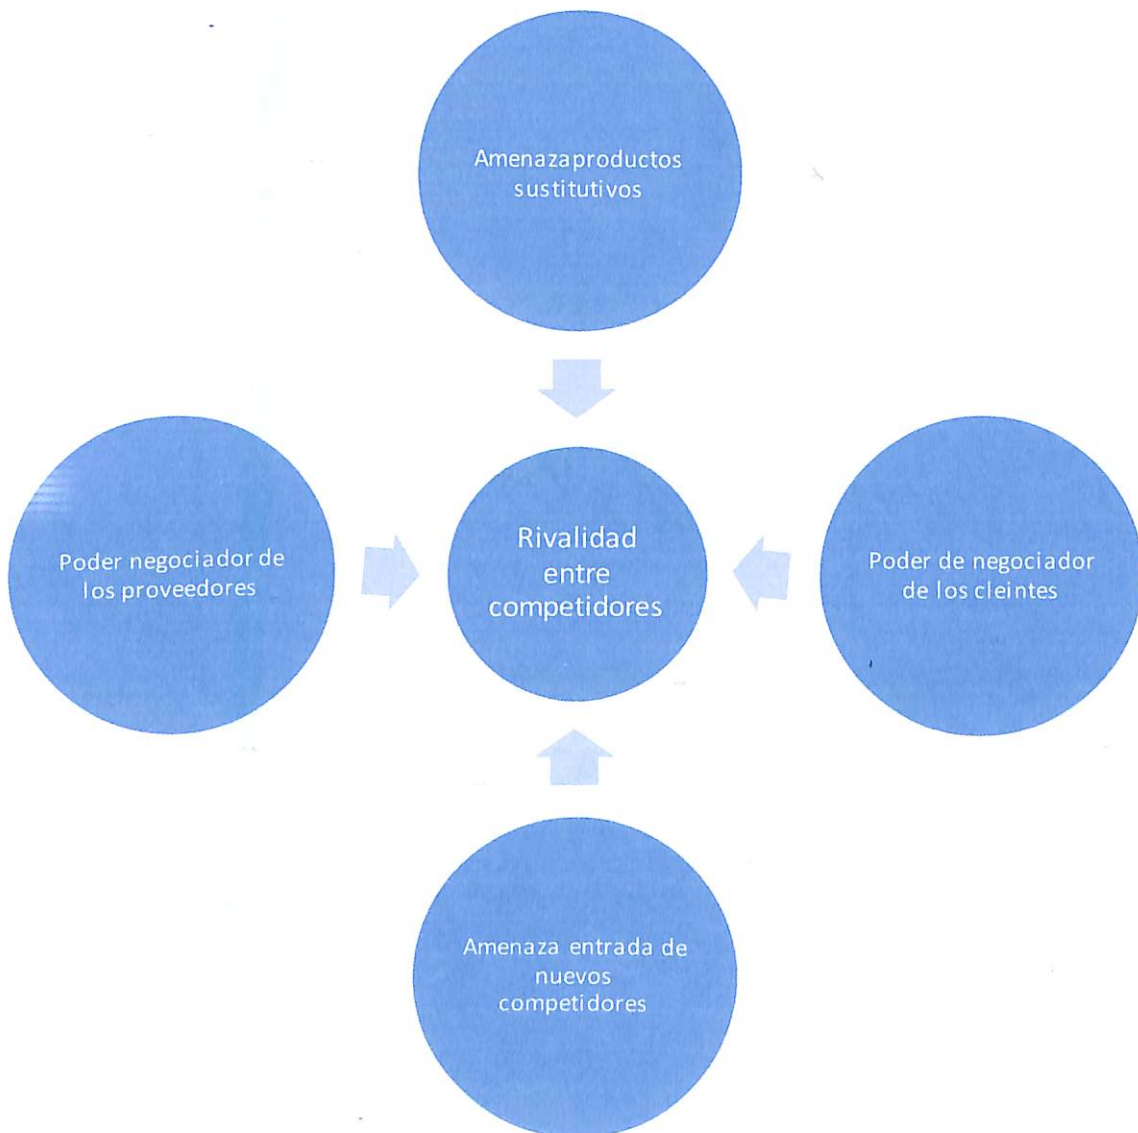 Amenazaproductos
sustitutivos
Poder negociador de
los proveedores
Rivalidad
entre
competidores
Poder de negociador
de los cleintes
Amenaza entrada de
nuevos
competidores